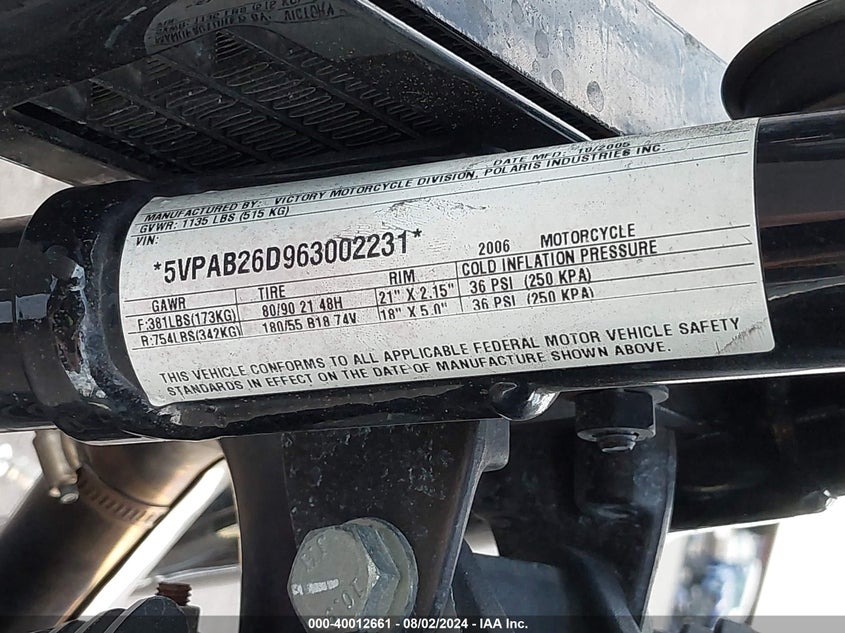 DATE MFD: 10/2005
MANUFACTURED BY: VICTORY MOTORCYCLE DIVISION, POLARIS INDUSTRIES INC.
GVWR: 1135 LBS (515 KG)
VIN:
*5VPAB26D963002231* 2006 MOTORCYCLE
GAWR TIRE RIM COLD INFLATION PRESSURE
F:381LBS(173KG) 80/90 21 48H 21" X 2.15" 36 PSI (250 KPA)
R:754LBS(342KG) 180/55 B18 74V 18" X 5.0" 36 PSI (250 KPA)
THIS VEHICLE CONFORMS TO ALL APPLICABLE FEDERAL MOTOR VEHICLE SAFETY
STANDARDS IN EFFECT ON THE DATE OF MANUFACTURE SHOWN ABOVE.
000-40012661 - 08/02/2024 - IAA Inc.